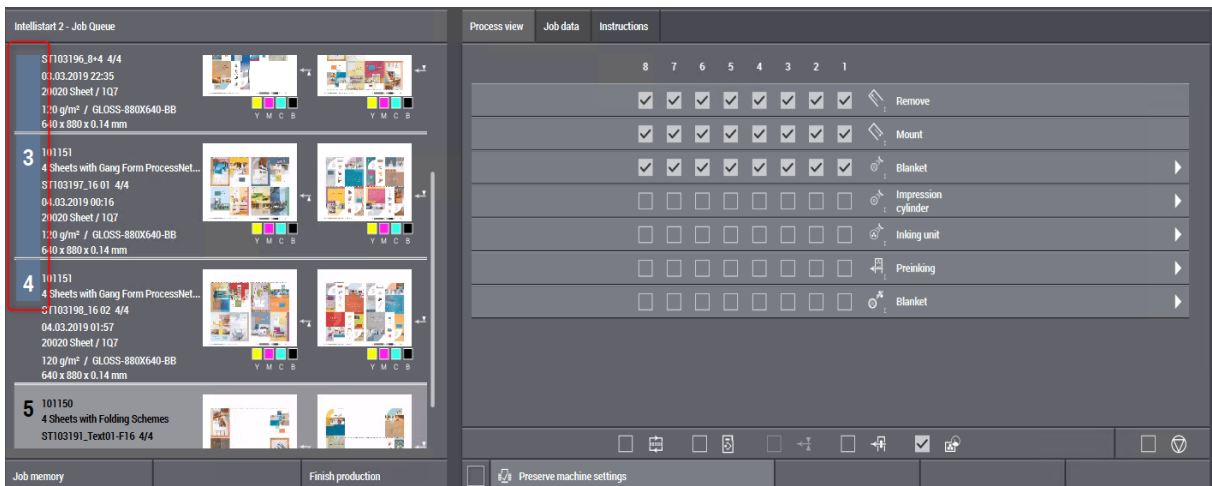 Intellistart 2 - Job Queue
ST103196_8+4 4/4
03.03.2019 22:35
20020 Sheet / 1Q7
120 g/m² / GLOSS-880X640-BB
640 x 880 x 0.14 mm
Y M C B
Y M C B
3
101151
4 Sheets with Gang Form ProcessNet...
ST103197_16 01 4/4
04.03.2019 00:16
20020 Sheet / 1Q7
120 g/m² / GLOSS-880X640-BB
640 x 880 x 0.14 mm
Y M C B
Y M C B
4
101151
4 Sheets with Gang Form ProcessNet...
ST103198_16 02 4/4
04.03.2019 01:57
20020 Sheet / 1Q7
120 g/m² / GLOSS-880X640-BB
640 x 880 x 0.14 mm
Y M C B
Y M C B
5
101150
4 Sheets with Folding Schemes
ST103191_Text01-F16 4/4
Job memory
Finish production
Process view
Job data
Instructions
8 7 6 5 4 3 2 1
Remove
Mount
Blanket
Impression
cylinder
Inking unit
Preinking
Blanket
Preserve machine settings